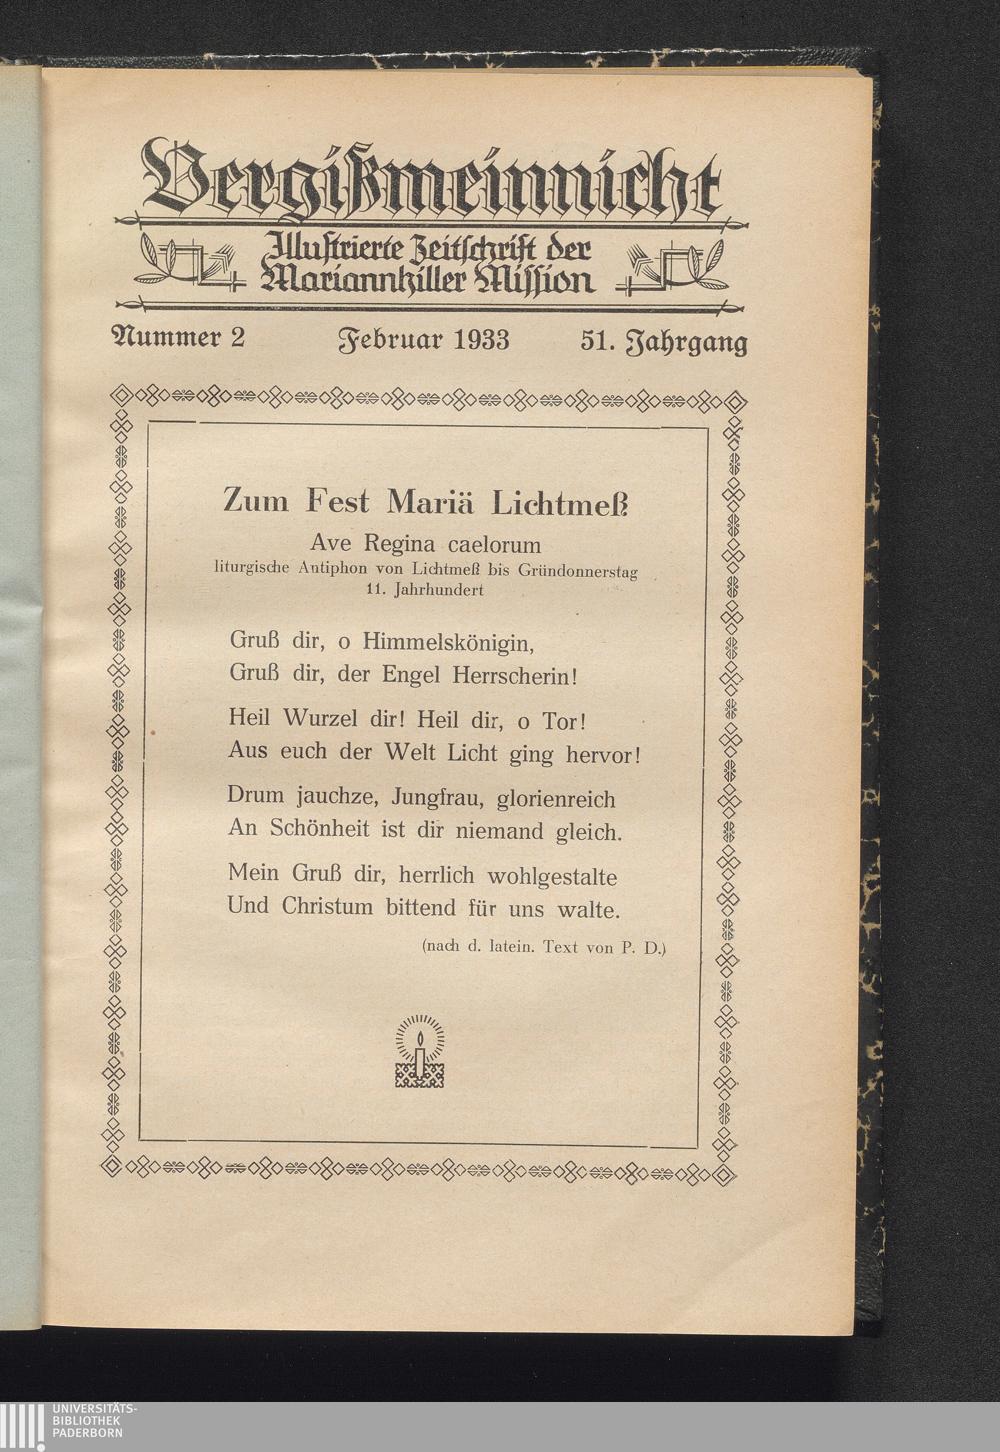 Vergißmeinnicht
Illustrierte Zeitschrift der
Mariannhiller Mission
Nummer 2 Februar 1933 51. Jahrgang
Zum Fest Mariä Lichtmeß
Ave Regina caelorum
liturgische Antiphon von Lichtmeß bis Gründonnerstag
11. Jahrhundert
Gruß dir, o Himmelskönigin,
Gruß dir, der Engel Herrscherin!
Heil Wurzel dir! Heil dir, o Tor!
Aus euch der Welt Licht ging hervor!
Drum jauchze, Jungfrau, glorienreich
An Schönheit ist dir niemand gleich.
Mein Gruß dir, herrlich wohlgestalte
Und Christum bittend für uns walte.
(nach d. latein. Text von P. D.)
UNIVERSITÄTS-
BIBLIOTHEK
PADERBORN